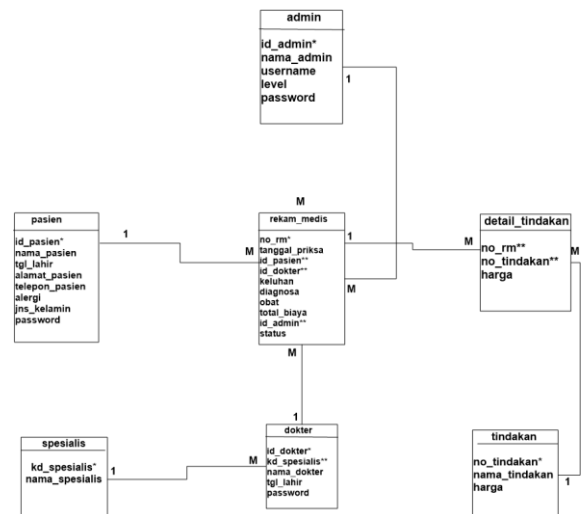 admin
id_admin*
nama_admin
username
level
password
1
M
pasien
id_pasien*
nama_pasien
tgl_lahir
alamat_pasien
telepon_pasien
alergi
jns_kelamin
password
1
M
rekam_medis
no_rm*
tanggal_priksa
id_pasien**
id_dokter**
keluhan
diagnosa
obat
total_biaya
id_admin**
status
1
M
M
M
detail_tindakan
no_rm**
no_tindakan**
harga
M
spesialis
kd_spesialis*
nama_spesialis
1
M
1
dokter
id_dokter*
kd_spesialis**
nama_dokter
tgl_lahir
password
tindakan
no_tindakan*
nama_tindakan
harga
1